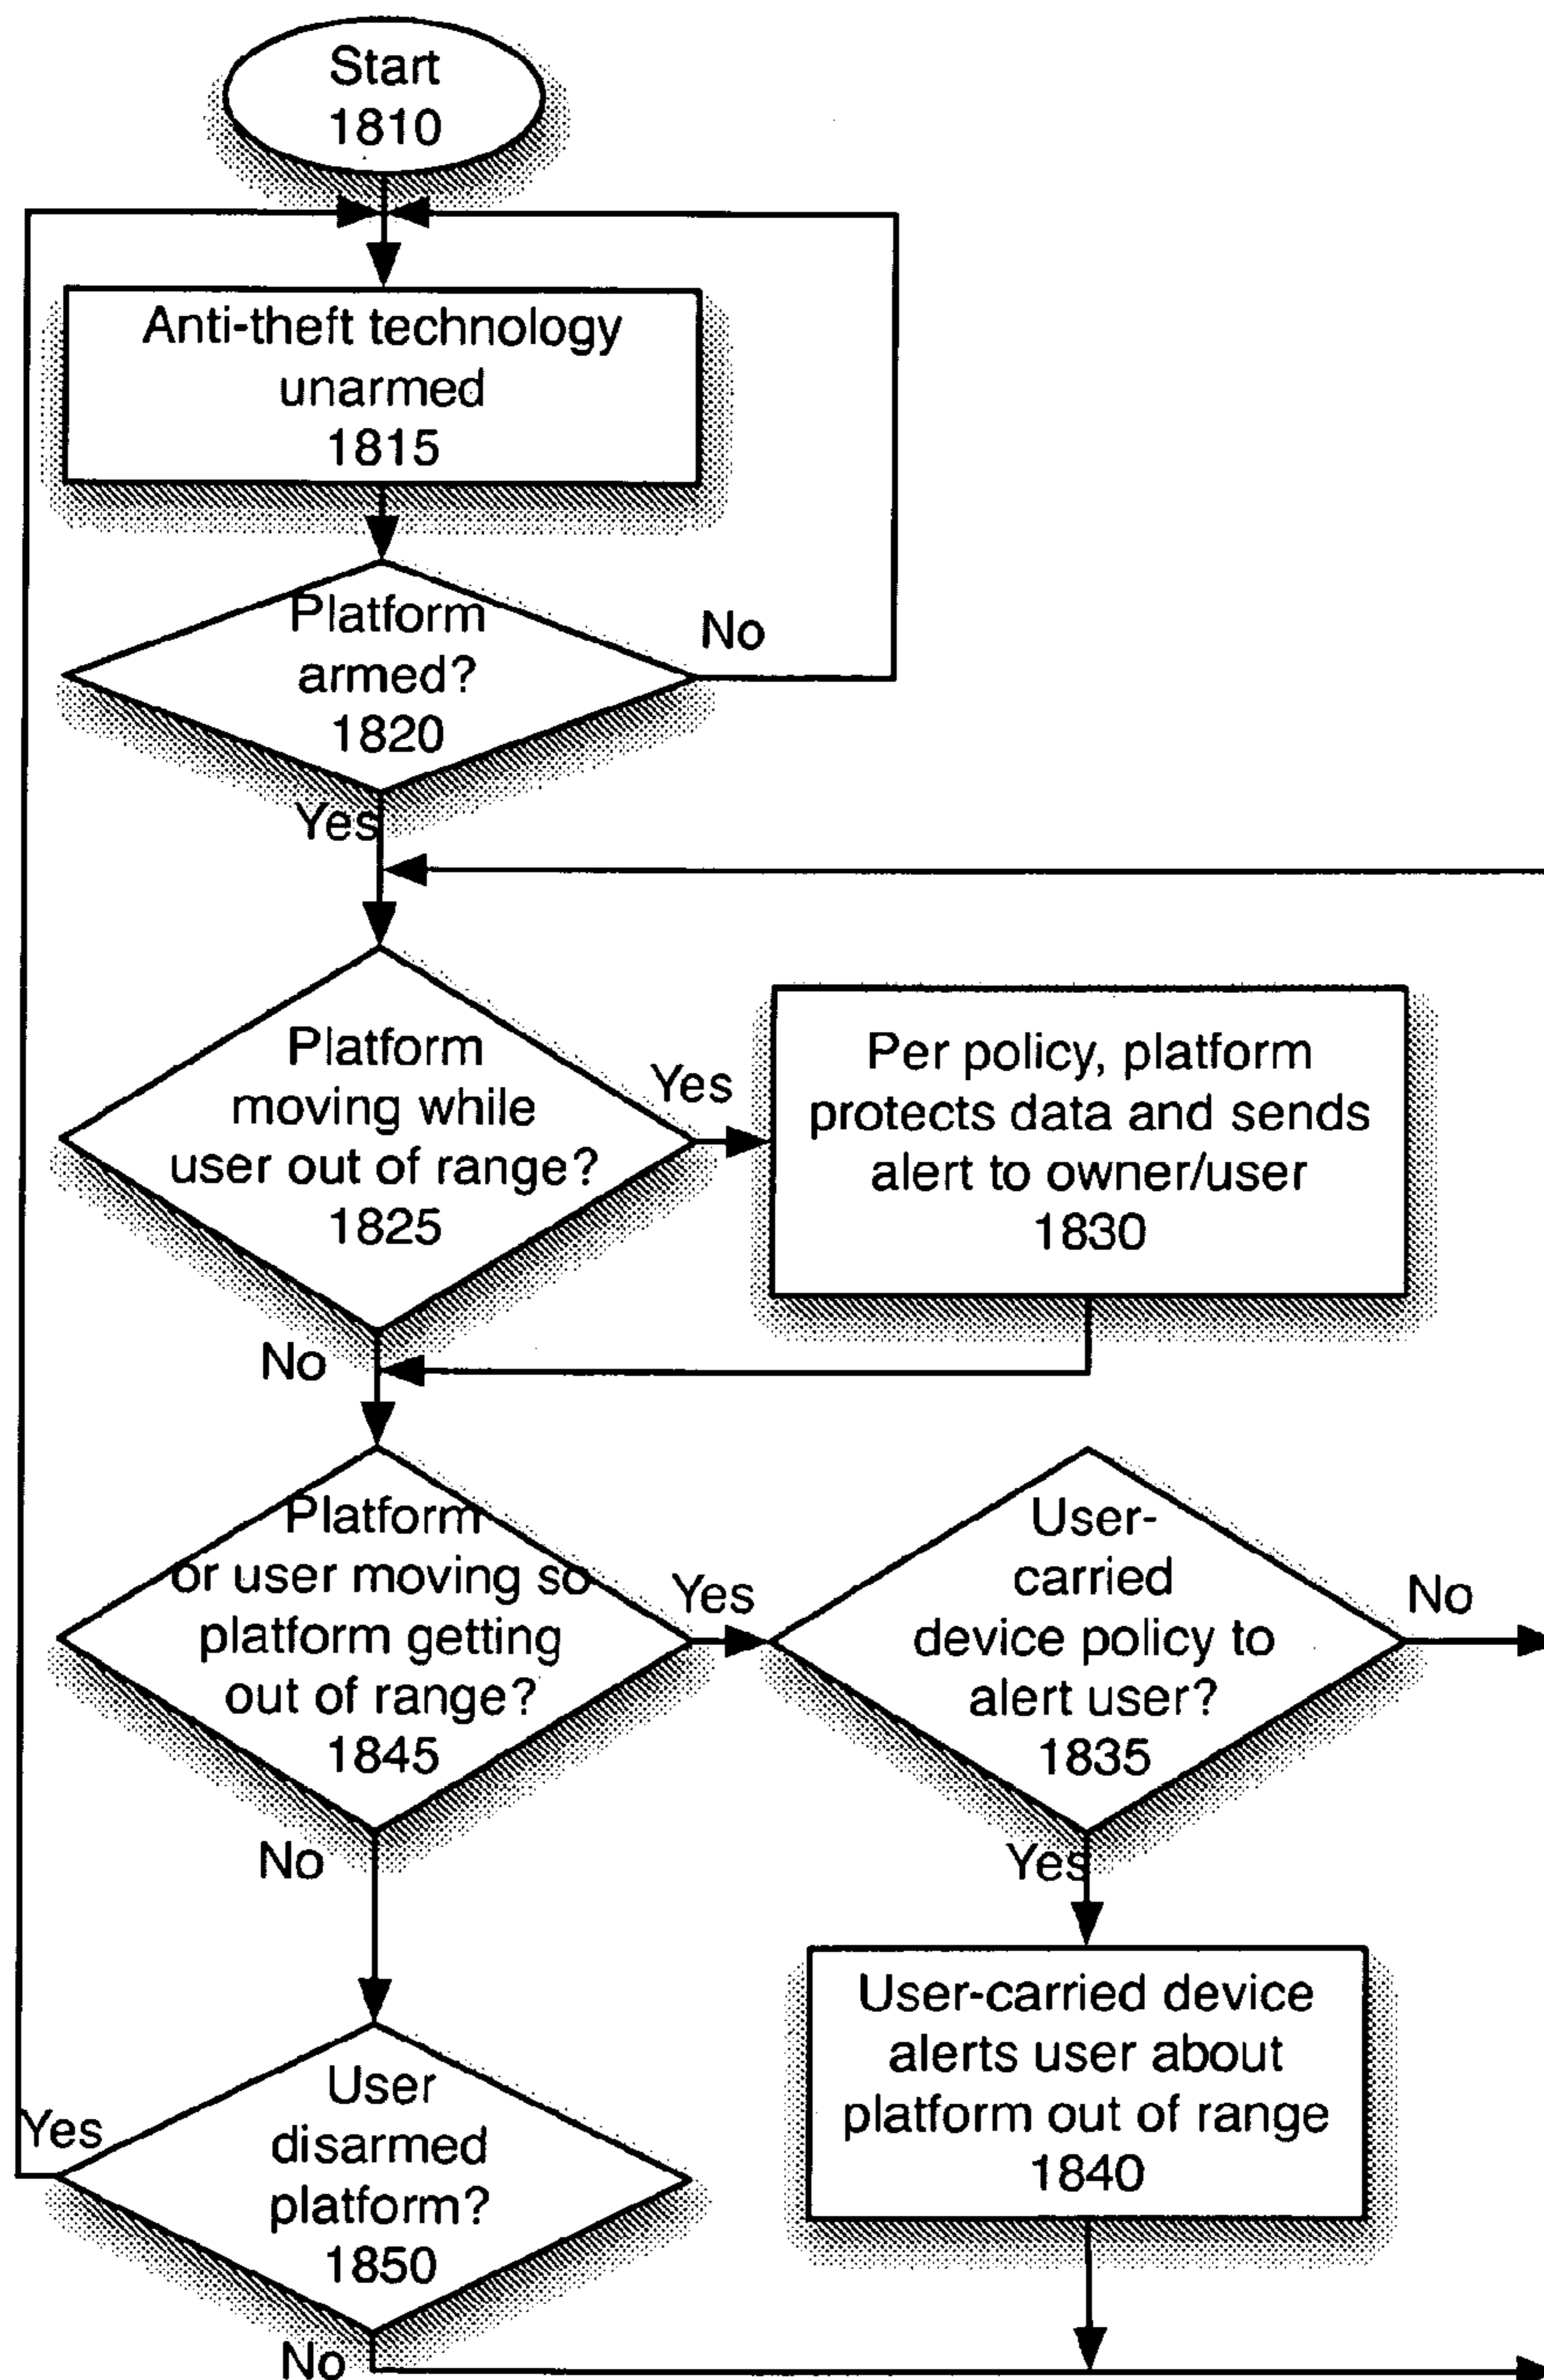 Start
1810
Anti-theft technology
unarmed
1815
Platform
armed?
1820
No
Yes
Platform
moving while
user out of range?
1825
Yes
Per policy, platform
protects data and sends
alert to owner/user
1830
No
Platform
or user moving so
platform getting
out of range?
1845
Yes
User-
carried
device policy to
alert user?
1835
No
No
Yes
User-carried device
alerts user about
platform out of range
1840
User
disarmed
platform?
1850
Yes
No